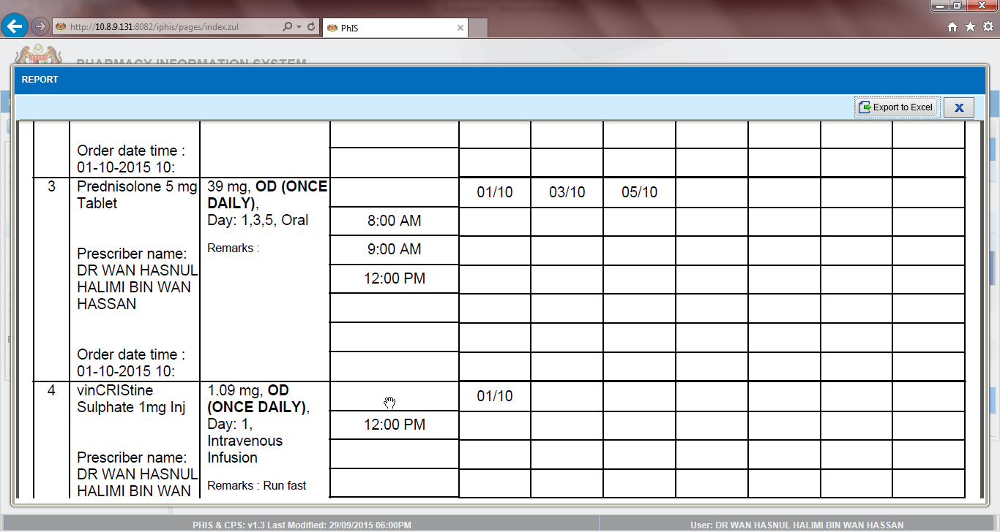 http://10.8.9.131:8082/iphis/pages/index.zul
PhIS
PHARMACY INFORMATION SYSTEM
REPORT
Export to Excel
X
Order date time :
01-10-2015 10:
3
Prednisolone 5 mg
Tablet
39 mg, OD (ONCE
DAILY),
Day: 1,3,5, Oral
Remarks :
01/10 03/10 05/10
8:00 AM
9:00 AM
12:00 PM
Prescriber name:
DR WAN HASNUL
HALIMI BIN WAN
HASSAN
Order date time :
01-10-2015 10:
4
vinCRIStine
Sulphate 1mg Inj
1.09 mg, OD
(ONCE DAILY),
Day: 1,
Intravenous
Infusion
Remarks : Run fast
01/10
12:00 PM
Prescriber name:
DR WAN HASNUL
HALIMI BIN WAN
PHIS & CPS: v1.3 Last Modified: 29/09/2015 06:00PM
User: DR WAN HASNUL HALIMI BIN WAN HASSAN